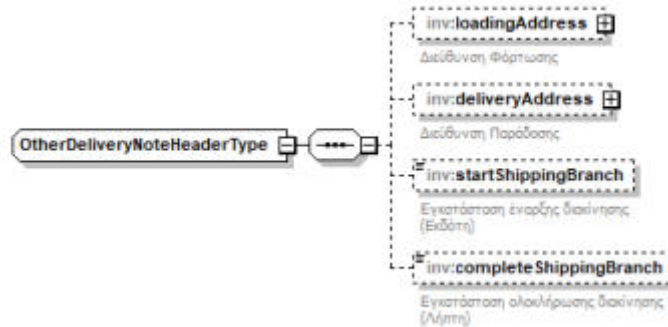 inv:loadingAddress
Διεύθυνση Φόρτωσης
inv:deliveryAddress
Διεύθυνση Παράδοσης
OtherDeliveryNoteHeaderType
inv:startShippingBranch
Εγκατάσταση έναρξης διακίνησης
(Εκδότη)
inv:completeShippingBranch
Εγκατάσταση ολοκλήρωσης διακίνησης
(Λήπτη)